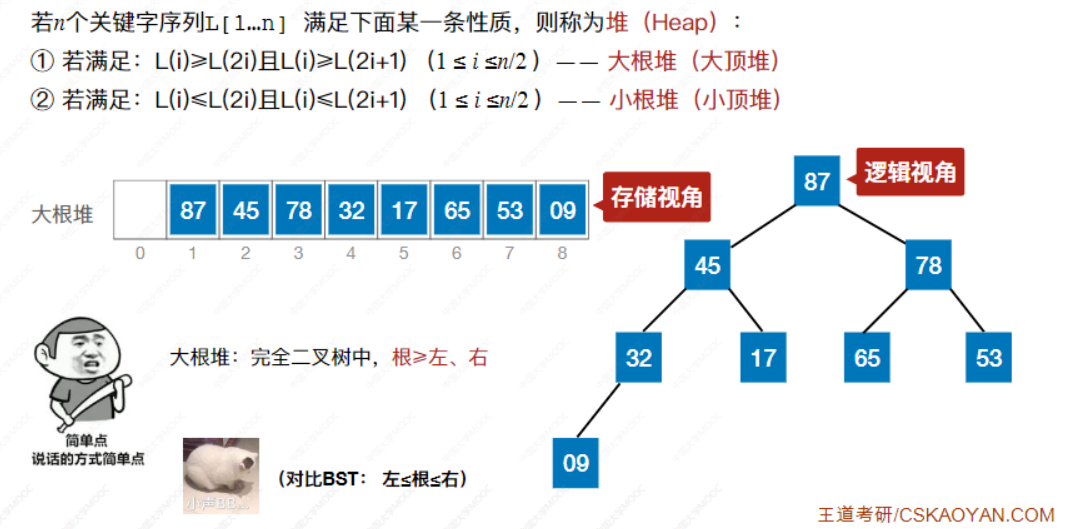 若n个关键字序列L[1…n] 满足下面某一条性质，则称为堆（Heap）：
① 若满足：L(i)≥L(2i)且L(i)≥L(2i+1) （1 ≤ i ≤n/2 ）—— 大根堆（大顶堆）
② 若满足：L(i)≤L(2i)且L(i)≤L(2i+1) （1 ≤ i ≤n/2 ）—— 小根堆（小顶堆）
87
逻辑视角
大根堆
87 45 78 32 17 65 53 09
存储视角
0 1 2 3 4 5 6 7 8
45 78
大根堆：完全二叉树中，根≥左、右
32 17 65 53
简单点
说话的方式简单点
09
小声BB...
（对比BST： 左≤根≤右）
王道考研/CSKAOYAN.COM